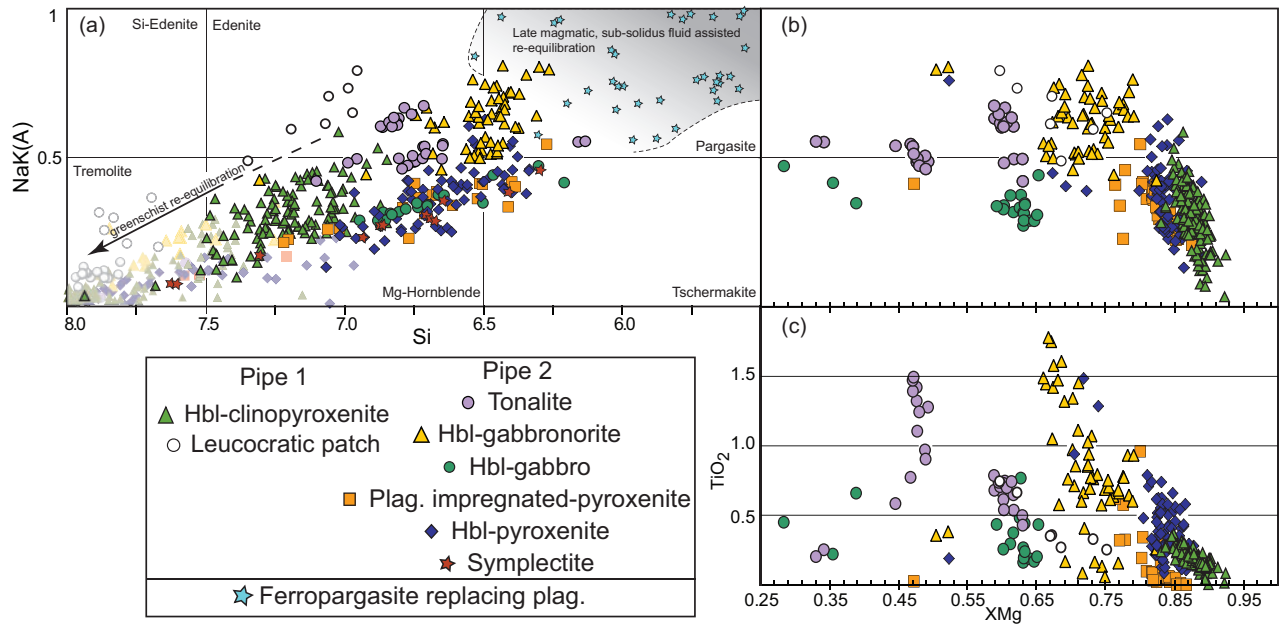 (a)
Si-Edenite
Edenite
Late magmatic, sub-solidus fluid assisted
re-equilibration
Pargasite
Tremolite
greenschist re-equilibration
Mg-Hornblende
Tschermakite
NaK(A)
1
0.5
8.0
7.5
7.0
6.5
6.0
Si
(b)
(c)
TiO2
1.5
1.0
0.5
0.25
0.35
0.45
0.55
0.65
0.75
0.85
0.95
XMg
Pipe 1
Hbl-clinopyroxenite
Leucocratic patch
Pipe 2
Tonalite
Hbl-gabbronorite
Hbl-gabbro
Plag. impregnated-pyroxenite
Hbl-pyroxenite
Symplectite
Ferropargasite replacing plag.